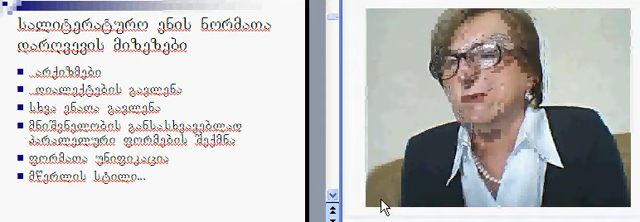 სალიტერატურო ენის ნორმათა
დარღვევის მიზეზები
არქიზმები
დიალექტების გავლენა
სხვა ენათა გავლენა
მნიშვნელობის განსასხვავებლად
პარალელური ფორმების შექმნა
ფორმათა უნიფიკაცია
მწერლის სტილი...